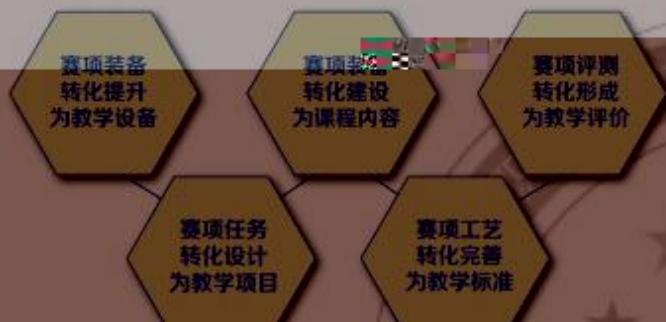 赛项装备
转化提升
为教学设备
赛项
转化建设
为课程内容
赛项评测
转化形成
为教学评价
赛项任务
转化设计
为教学项目
赛项工艺
转化完善
为教学标准